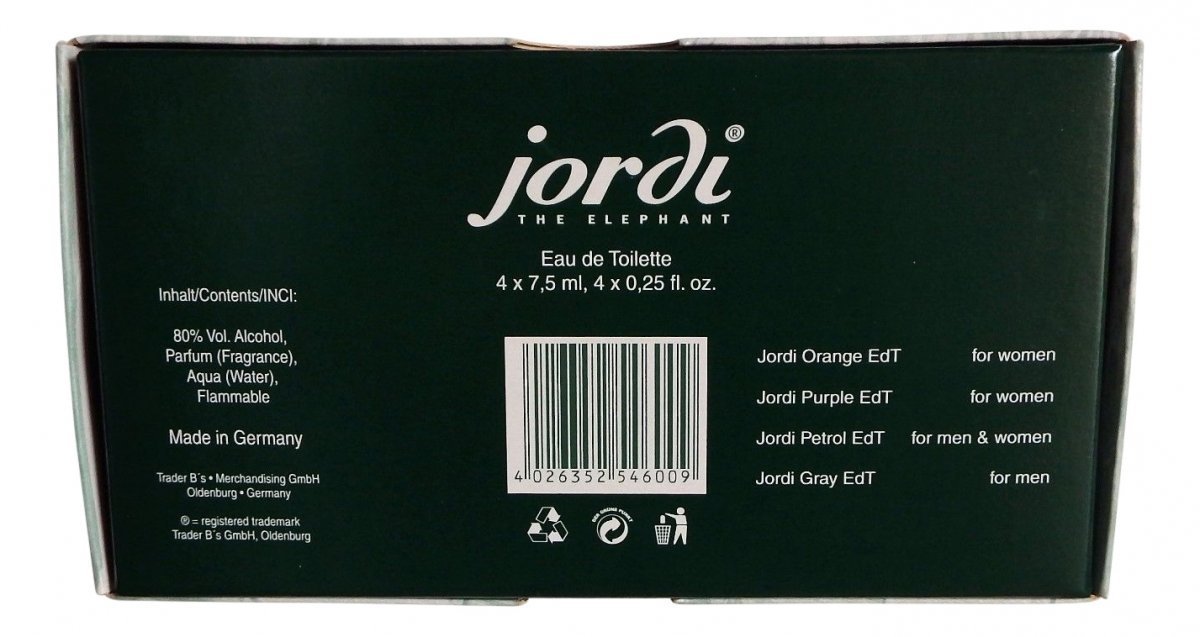 jordi®
THE ELEPHANT
Eau de Toilette
4 x 7,5 ml, 4 x 0,25 fl. oz.
Inhalt/Contents/INCI:
80% Vol. Alcohol,
Parfum (Fragrance),
Aqua (Water),
Flammable
Made in Germany
Trader B´s • Merchandising GmbH
Oldenburg • Germany
® = registered trademark
Trader B´s GmbH, Oldenburg
4 026352 546009
DER GRÜNE PUNKT
Jordi Orange EdT for women
Jordi Purple EdT for women
Jordi Petrol EdT for men & women
Jordi Gray EdT for men